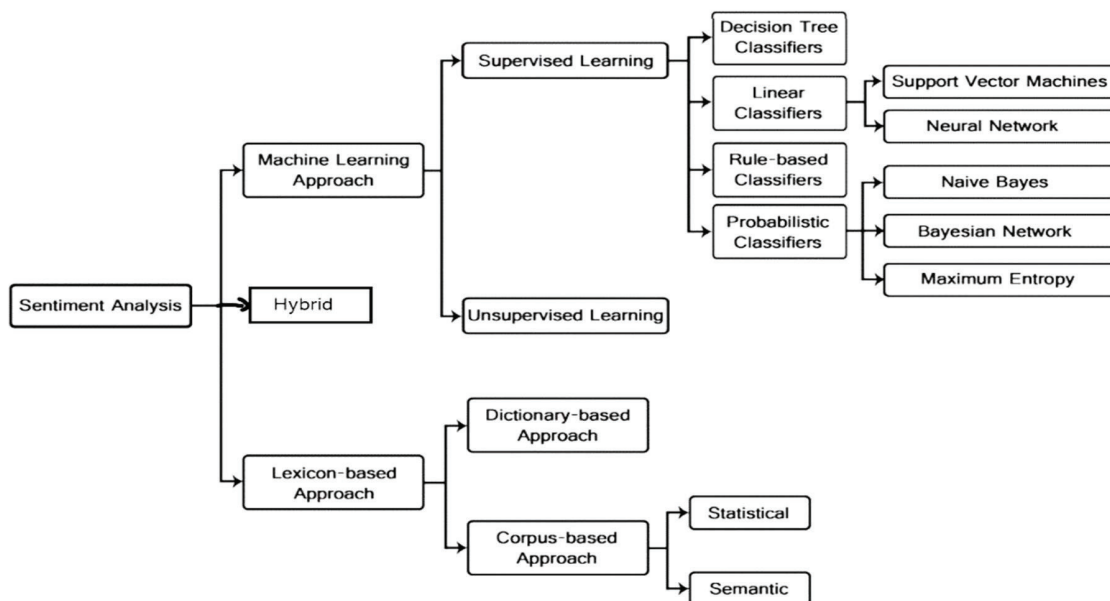 Sentiment Analysis
Machine Learning
Approach
Hybrid
Lexicon-based
Approach
Supervised Learning
Unsupervised Learning
Dictionary-based
Approach
Corpus-based
Approach
Decision Tree
Classifiers
Linear
Classifiers
Rule-based
Classifiers
Probabilistic
Classifiers
Statistical
Semantic
Support Vector Machines
Neural Network
Naive Bayes
Bayesian Network
Maximum Entropy